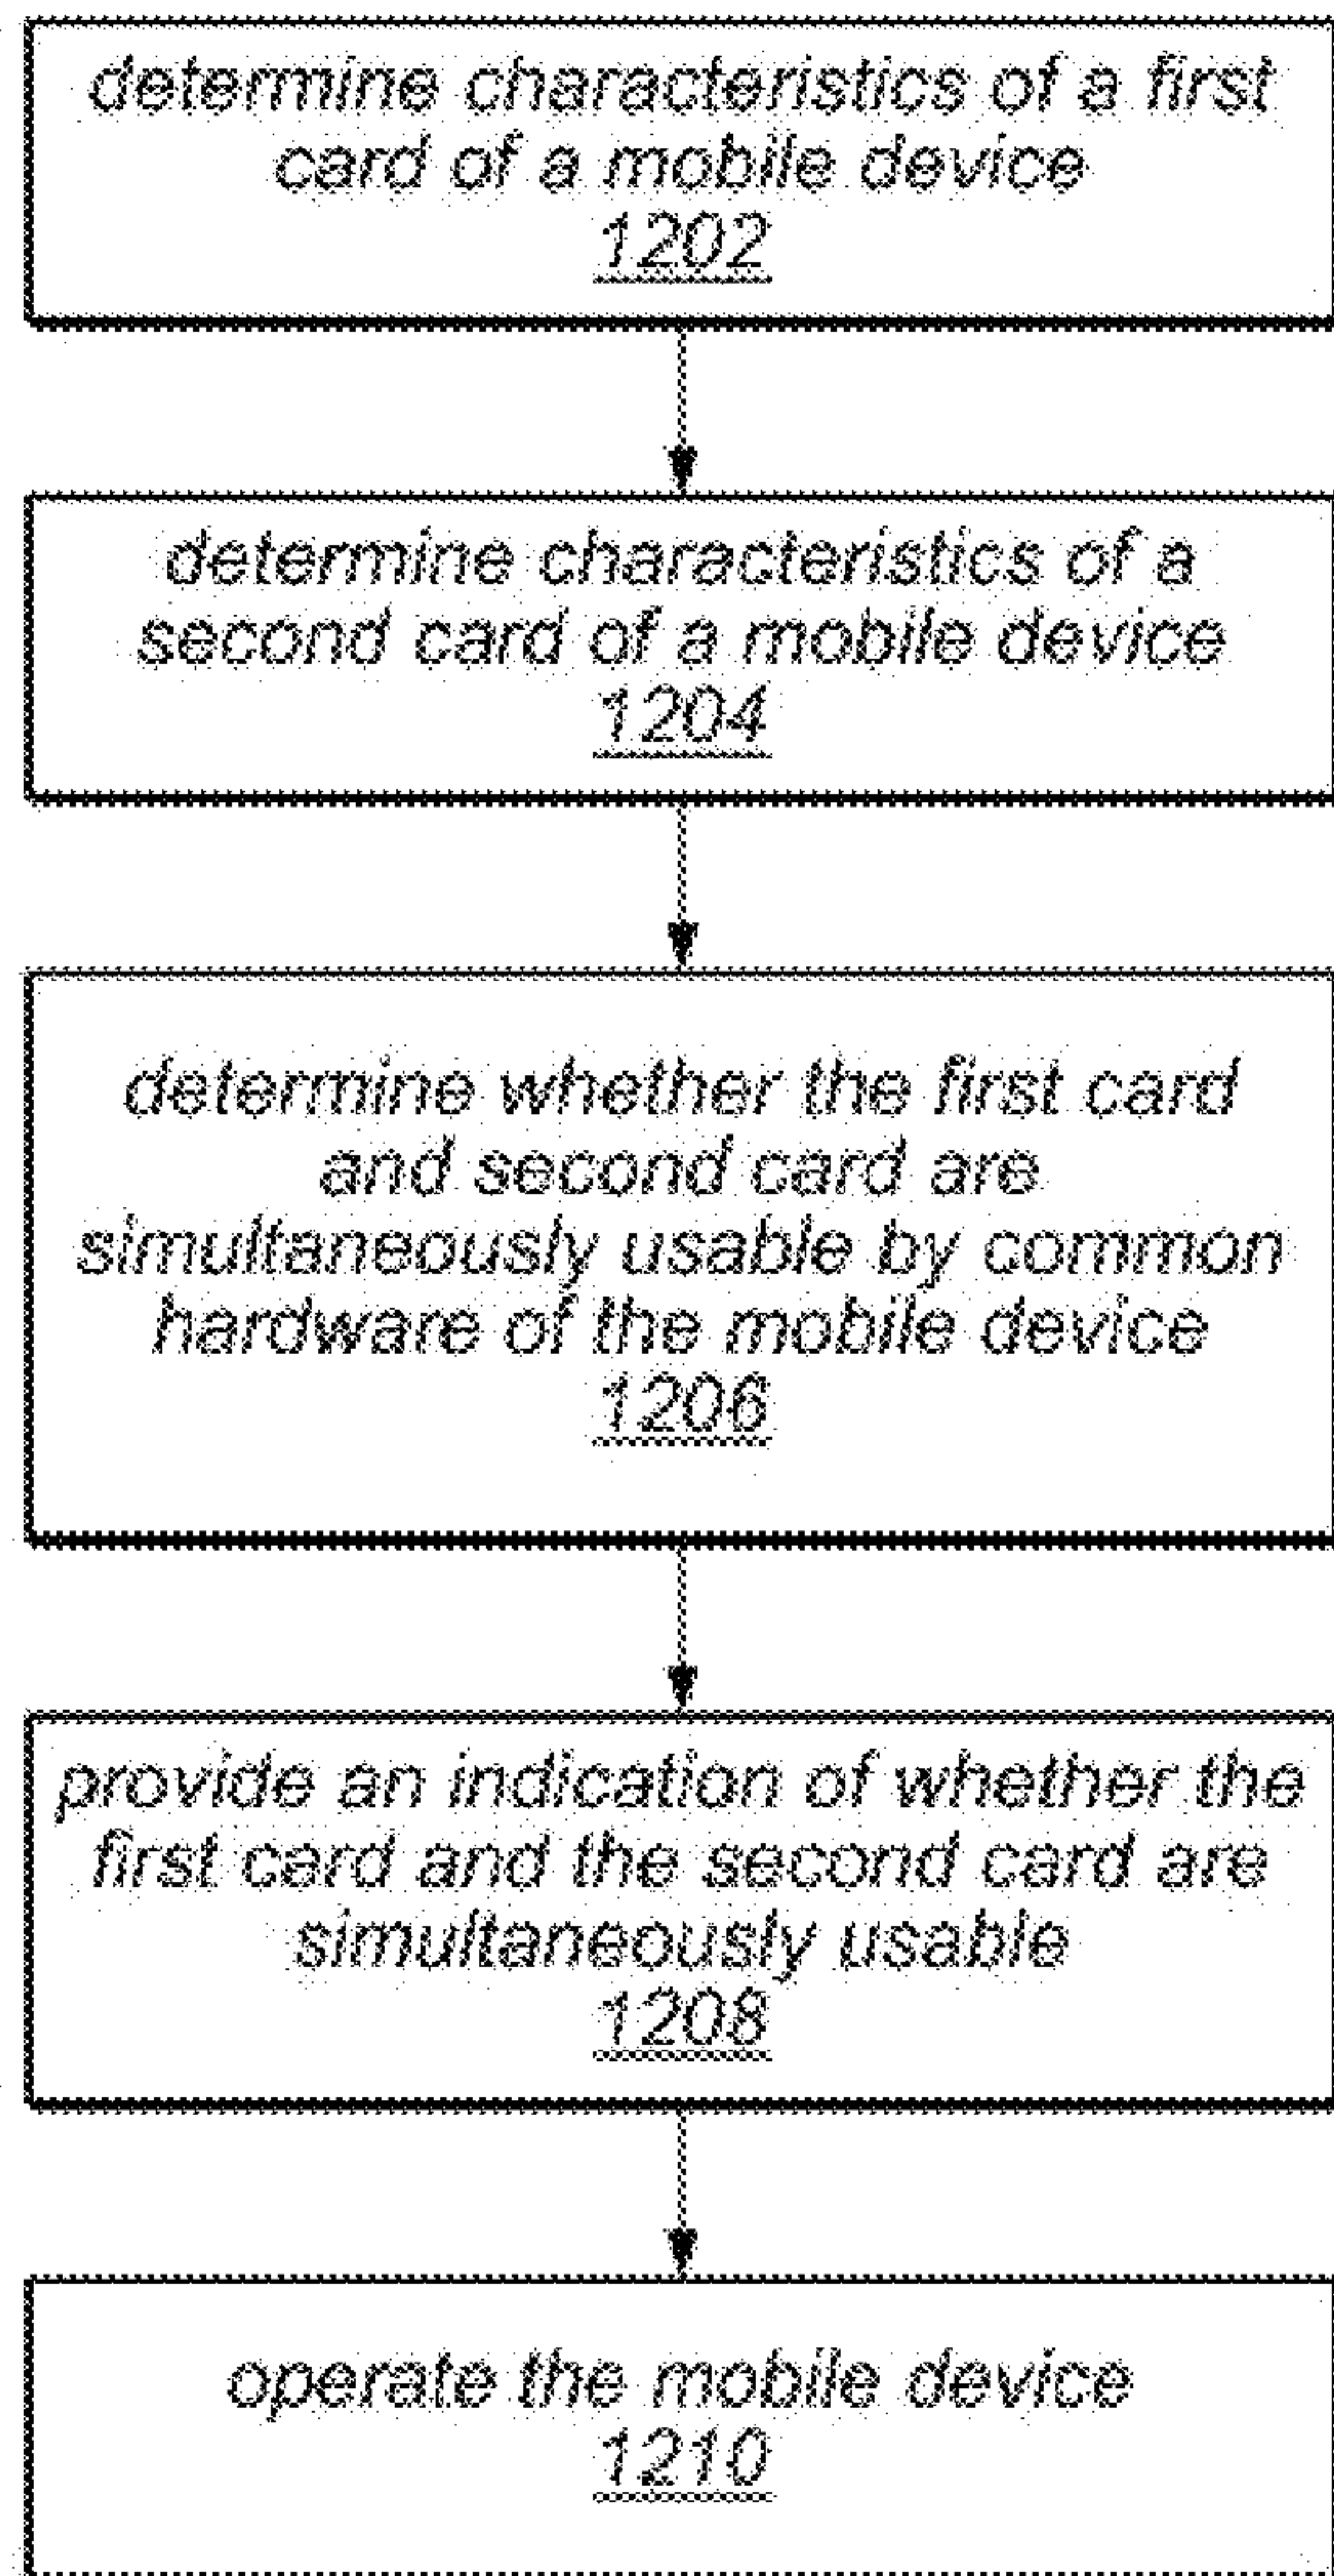 determine characteristics of a first
card of a mobile device
1202
determine characteristics of a
second card of a mobile device
1204
determine whether the first card
and second card are
simultaneously usable by common
hardware of the mobile device
1206
provide an indication of whether the
first card and the second card are
simultaneously usable
1208
operate the mobile device
1210